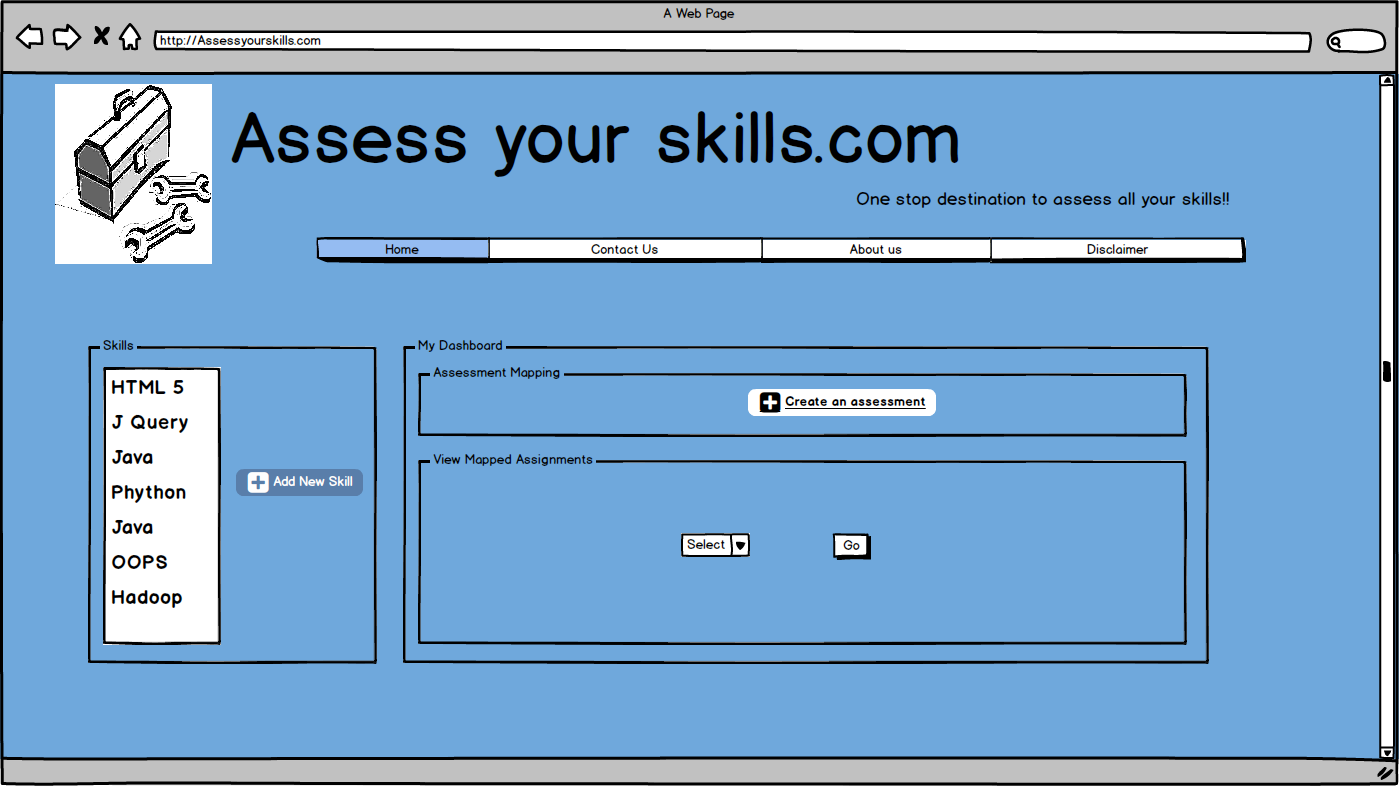 A Web Page
http://Assessyourskills.com
Assess your skills.com
One stop destination to assess all your skills!!
Home Contact Us About us Disclaimer
Skills
HTML 5
J Query
Java
Phython
Java
OOPS
Hadoop
Add New Skill
My Dashboard
Assessment Mapping
Create an assessment
View Mapped Assignments
Select Go